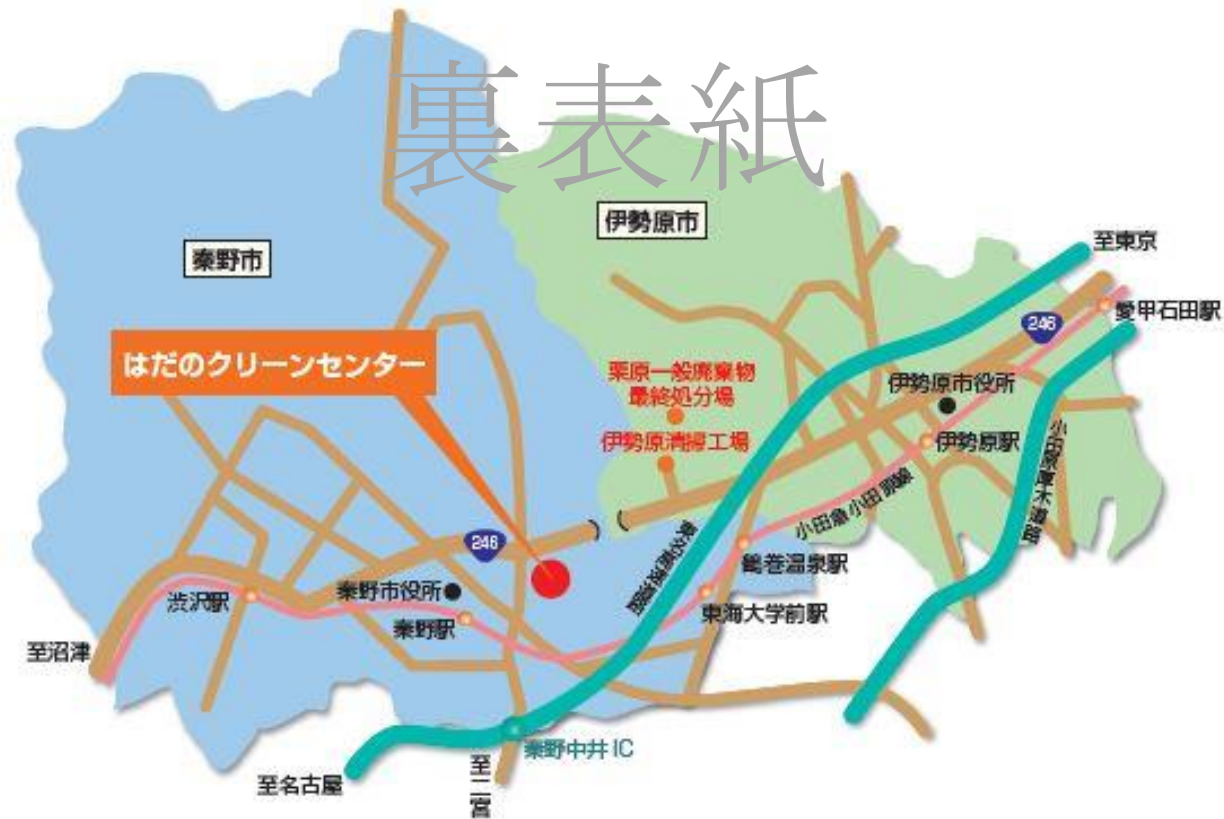 裏表紙
伊勢原市
秦野市
至東京
愛甲石田駅
246
はだのクリーンセンター
栗原一般廃棄物
最終処分場
伊勢原市役所
伊勢原清掃工場
伊勢原駅
小田原厚木道路
小田急小田原線
246
東名高速道路
鶴巻温泉駅
秦野市役所
渋沢駅
東海大学前駅
秦野駅
至沼津
秦野中井IC
至二宮
至名古屋